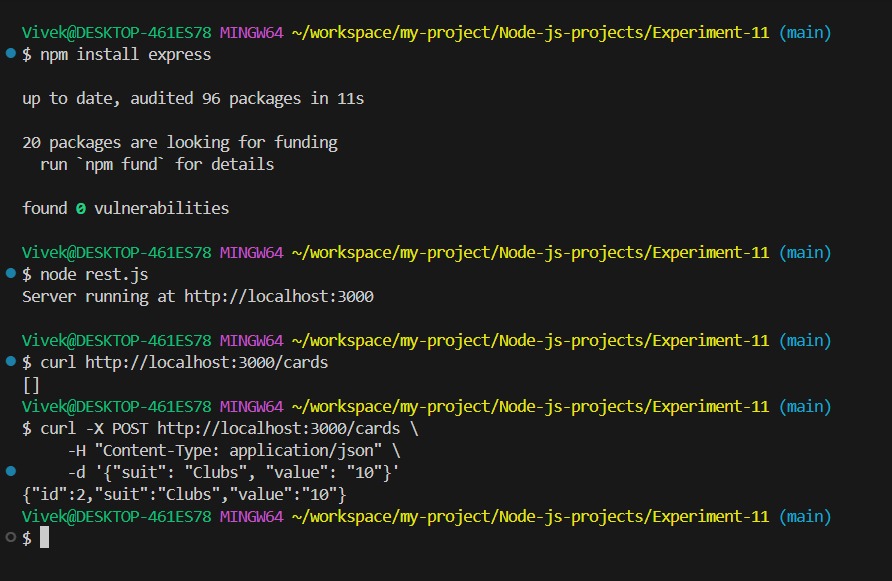 Vivek@DESKTOP-461ES78 MINGW64 ~/workspace/my-project/Node-js-projects/Experiment-11 (main)
$ npm install express
up to date, audited 96 packages in 11s
20 packages are looking for funding
  run `npm fund` for details
found 0 vulnerabilities
Vivek@DESKTOP-461ES78 MINGW64 ~/workspace/my-project/Node-js-projects/Experiment-11 (main)
$ node rest.js
Server running at http://localhost:3000
Vivek@DESKTOP-461ES78 MINGW64 ~/workspace/my-project/Node-js-projects/Experiment-11 (main)
$ curl http://localhost:3000/cards
[]
Vivek@DESKTOP-461ES78 MINGW64 ~/workspace/my-project/Node-js-projects/Experiment-11 (main)
$ curl -X POST http://localhost:3000/cards \
     -H "Content-Type: application/json" \
     -d '{"suit": "Clubs", "value": "10"}'
{"id":2,"suit":"Clubs","value":"10"}
Vivek@DESKTOP-461ES78 MINGW64 ~/workspace/my-project/Node-js-projects/Experiment-11 (main)
$